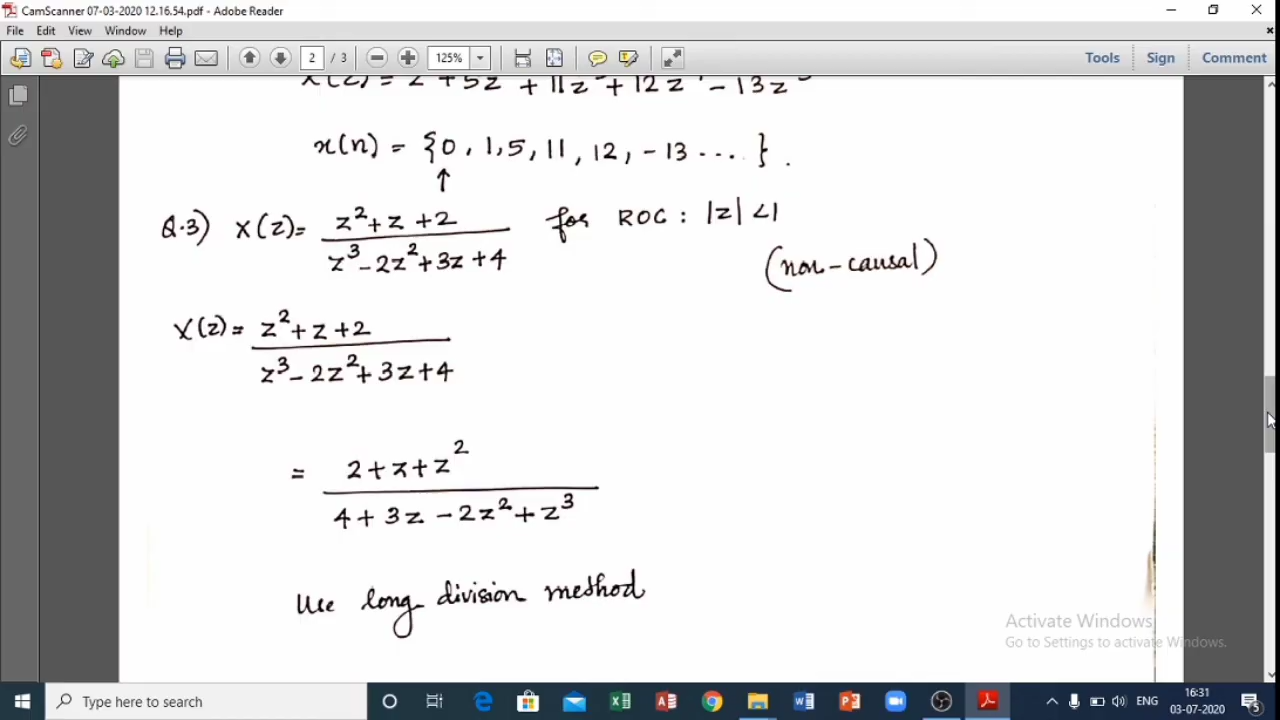 CamScanner 07-03-2020 12.16.54.pdf - Adobe Reader
File Edit View Window Help
2 / 3 125% Tools Sign Comment
x(n) = {0, 1, 5, 11, 12, -13 .... }.
↑
Q.3) X(z)= z²+z+2 / z³-2z²+3z+4 for ROC : |z| <1
(non-causal)
X(z)= z²+z+2 / z³-2z²+3z+4
= 2+z+z² / 4+3z-2z²+z³
Use long division method
Activate Windows
Go to Settings to activate Windows.
Type here to search
ENG 16:31
03-07-2020 5